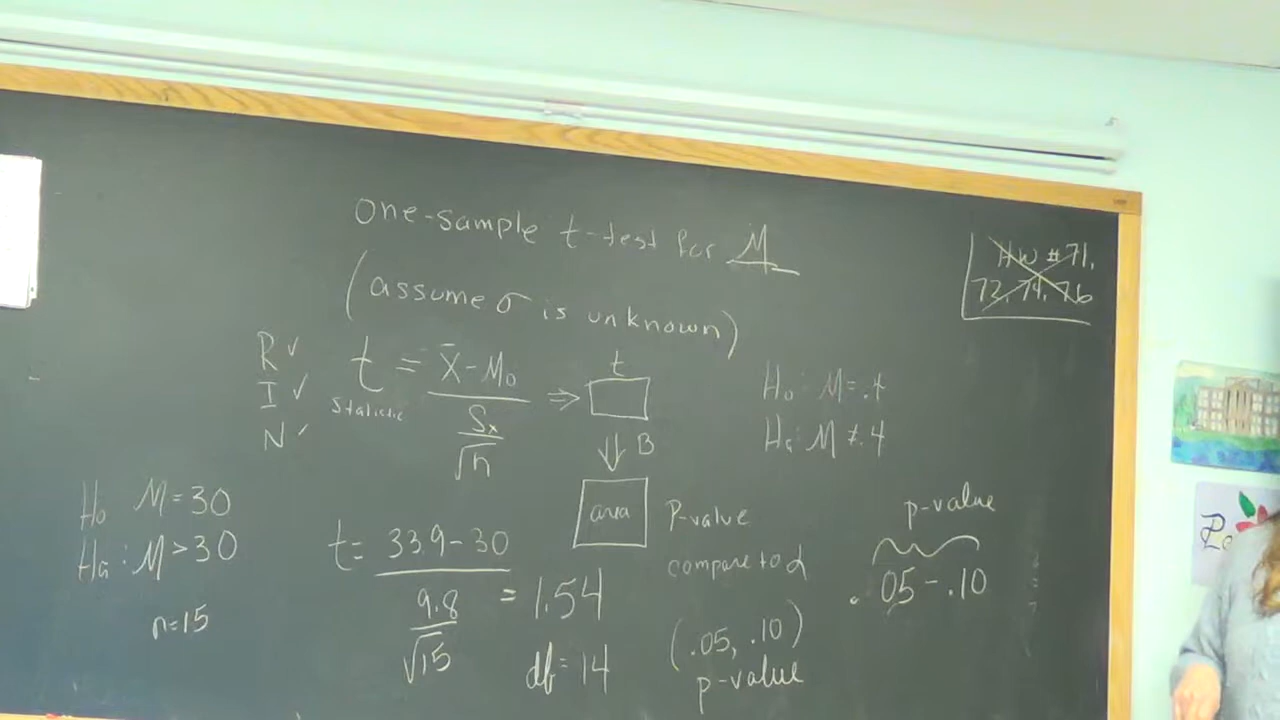 one-sample t-test for M
(assume σ is unknown)
HW #71,
72, 74, 76
R ✓
I ✓
N ✓
t = x̄ - M₀ / (Sx / √n)
Statistic
⇒
t
⇓ B
area
P-value
compare to α
H₀: M = .4
Ha: M ≠ .4
H₀ M = 30
Ha: M > 30
n=15
t = 33.9 - 30 / (9.8 / √15) = 1.54
df = 14
(.05, .10)
p-value
p-value
.05 - .10